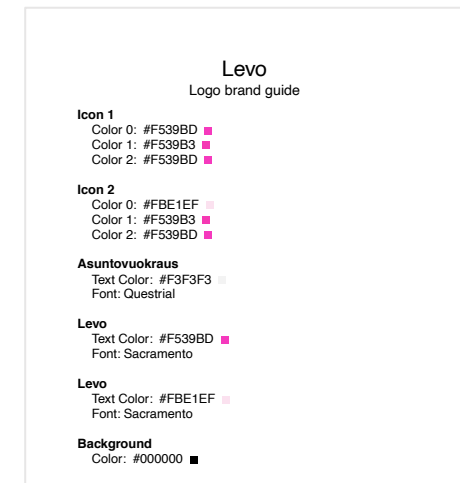 Levo
Logo brand guide
Icon 1
Color 0: #F539BD
Color 1: #F539B3
Color 2: #F539BD
Icon 2
Color 0: #FBE1EF
Color 1: #F539B3
Color 2: #F539BD
Asuntovuokraus
Text Color: #F3F3F3
Font: Questrial
Levo
Text Color: #F539BD
Font: Sacramento
Levo
Text Color: #FBE1EF
Font: Sacramento
Background
Color: #000000